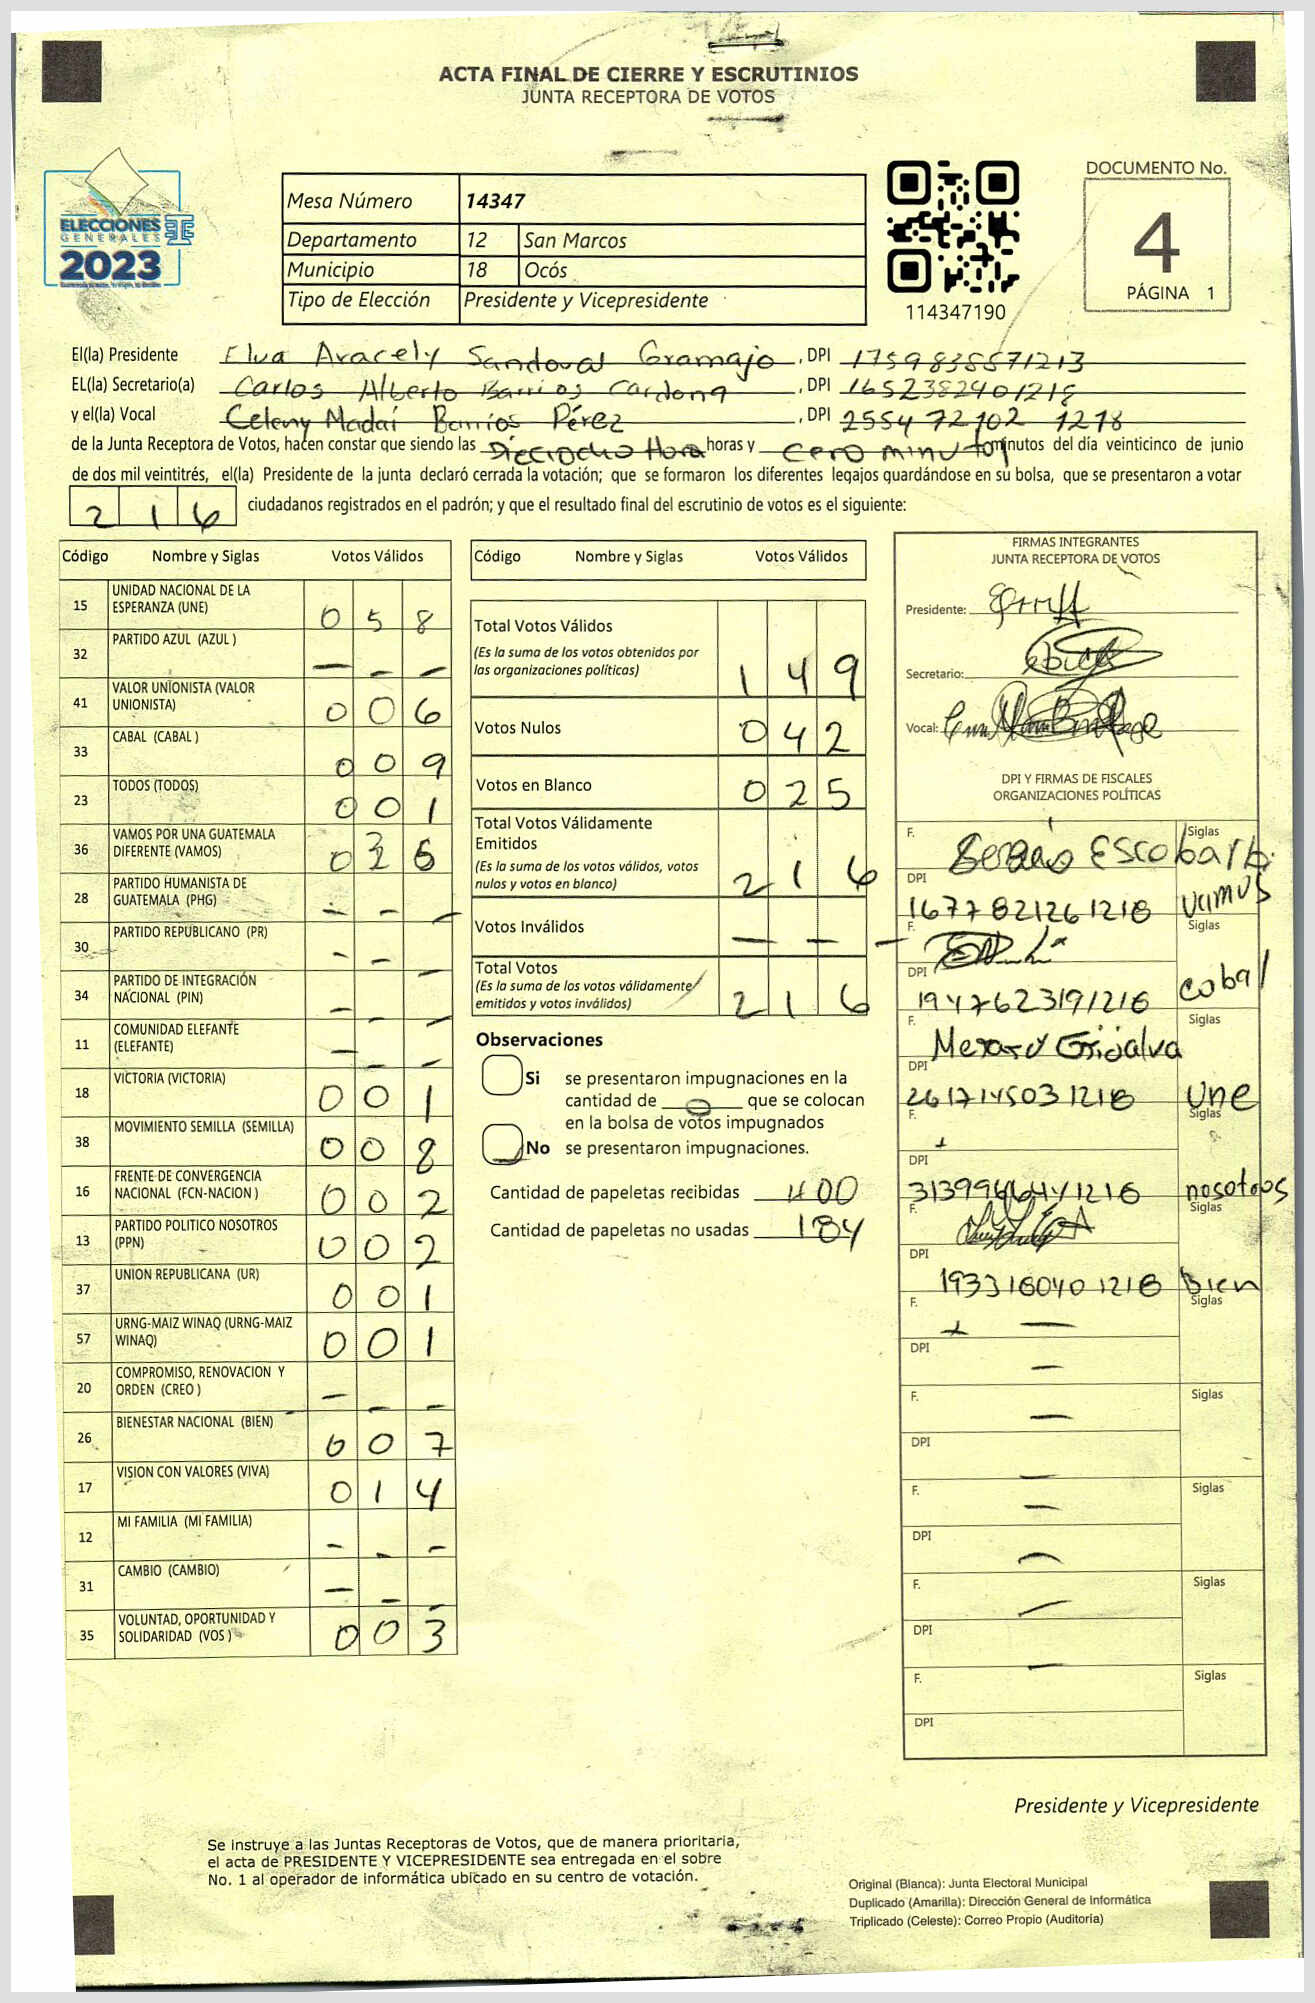 ACTA FINAL DE CIERRE Y ESCRUTINIOS
JUNTA RECEPTORA DE VOTOS
ELECCIONES
GENERALES
2023
Mesa Número 14347
Departamento 12 San Marcos
Municipio 18 Ocós
Tipo de Elección Presidente y Vicepresidente
114347190
DOCUMENTO No.
4
PÁGINA 1
El(la) Presidente Elva Aracely Sandoval Gramajo, DPI 1759838571213
EL(la) Secretario(a) Carlos Alberto Barrios Cardona, DPI 1652382401218
y el(la) Vocal Celeny Madaí Barrios Pérez, DPI 2554 72702 1218
de la Junta Receptora de Votos, hacen constar que siendo las Dieciocho Hora horas y cero minutos minutos del día veinticinco de junio
de dos mil veintitrés, el(la) Presidente de la junta declaró cerrada la votación; que se formaron los diferentes legajos guardándose en su bolsa, que se presentaron a votar
216 ciudadanos registrados en el padrón; y que el resultado final del escrutinio de votos es el siguiente:
Código Nombre y Siglas Votos Válidos
15 UNIDAD NACIONAL DE LA ESPERANZA (UNE) 0 5 8
32 PARTIDO AZUL (AZUL ) – – –
41 VALOR UNIONISTA (VALOR UNIONISTA) 0 0 6
33 CABAL (CABAL ) 0 0 9
23 TODOS (TODOS) 0 0 1
36 VAMOS POR UNA GUATEMALA DIFERENTE (VAMOS) 0 3 6
28 PARTIDO HUMANISTA DE GUATEMALA (PHG) – – –
30 PARTIDO REPUBLICANO (PR) – – –
34 PARTIDO DE INTEGRACIÓN NACIONAL (PIN) – – –
11 COMUNIDAD ELEFANTE (ELEFANTE) – – –
18 VICTORIA (VICTORIA) 0 0 1
38 MOVIMIENTO SEMILLA (SEMILLA) 0 0 8
16 FRENTE DE CONVERGENCIA NACIONAL (FCN-NACION ) 0 0 2
13 PARTIDO POLITICO NOSOTROS (PPN) 0 0 2
37 UNION REPUBLICANA (UR) 0 0 1
57 URNG-MAIZ WINAQ (URNG-MAIZ WINAQ) 0 0 1
20 COMPROMISO, RENOVACION Y ORDEN (CREO ) – – –
26 BIENESTAR NACIONAL (BIEN) 0 0 7
17 VISION CON VALORES (VIVA) 0 1 4
12 MI FAMILIA (MI FAMILIA) – – –
31 CAMBIO (CAMBIO) – – –
35 VOLUNTAD, OPORTUNIDAD Y SOLIDARIDAD (VOS ) 0 0 3
Código Nombre y Siglas Votos Válidos
Total Votos Válidos 1 4 9
(Es la suma de los votos obtenidos por
las organizaciones políticas)
Votos Nulos 0 4 2
Votos en Blanco 0 2 5
Total Votos Válidamente
Emitidos
(Es la suma de los votos válidos, votos
nulos y votos en blanco) 2 1 6
Votos Inválidos – – –
Total Votos
(Es la suma de los votos válidamente
emitidos y votos inválidos) 2 1 6
Observaciones
Si se presentaron impugnaciones en la
cantidad de 0 que se colocan
en la bolsa de votos impugnados
No se presentaron impugnaciones.
Cantidad de papeletas recibidas 400
Cantidad de papeletas no usadas 184
FIRMAS INTEGRANTES
JUNTA RECEPTORA DE VOTOS
Presidente:
Secretario:
Vocal:
DPI Y FIRMAS DE FISCALES
ORGANIZACIONES POLÍTICAS
F. Sergio Escobar Siglas
DPI 1677821261218 Vamos
F. Siglas
DPI 1947623191218 cabal
F. Merary Grijalva Siglas
DPI 2617145031218 Une
F. Siglas
DPI 3139966441218 nosotros
F. Siglas
DPI 1933160401218 Bien
F. Siglas
DPI
F. Siglas
DPI
F. Siglas
DPI
F. Siglas
DPI
F. Siglas
DPI
Presidente y Vicepresidente
Se instruye a las Juntas Receptoras de Votos, que de manera prioritaria,
el acta de PRESIDENTE Y VICEPRESIDENTE sea entregada en el sobre
No. 1 al operador de informática ubicado en su centro de votación.
Original (Blanca): Junta Electoral Municipal
Duplicado (Amarilla): Dirección General de Informática
Triplicado (Celeste): Correo Propio (Auditoría)